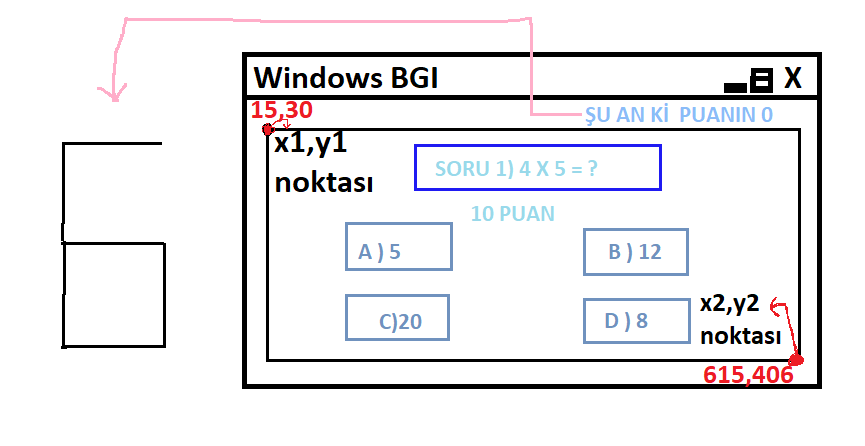 Windows BGI
X
15,30
ŞU AN Kİ PUANIN 0
x1,y1
noktası
SORU 1) 4 X 5 = ?
10 PUAN
A ) 5
B ) 12
C)20
D ) 8
x2,y2
noktası
615,406